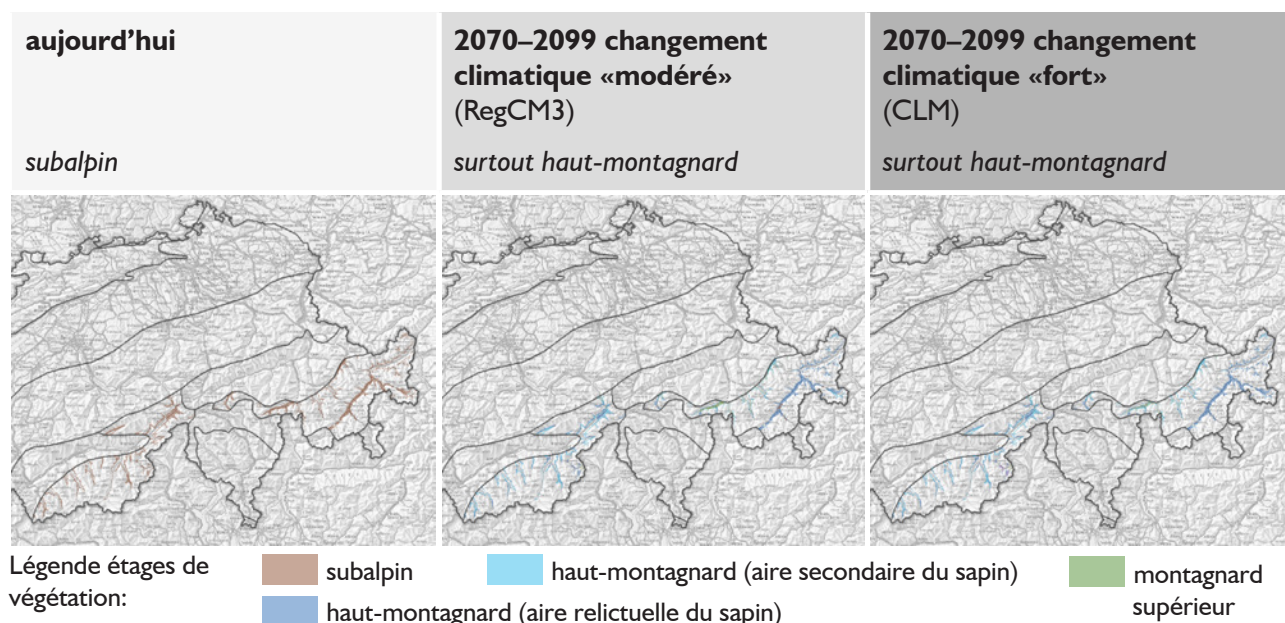 aujourd’hui
subalpin
2070–2099 changement
climatique «modéré»
(RegCM3)
surtout haut-montagnard
2070–2099 changement
climatique «fort»
(CLM)
surtout haut-montagnard
Légende étages de
végétation:
subalpin
haut-montagnard (aire secondaire du sapin)
montagnard
supérieur
haut-montagnard (aire relictuelle du sapin)